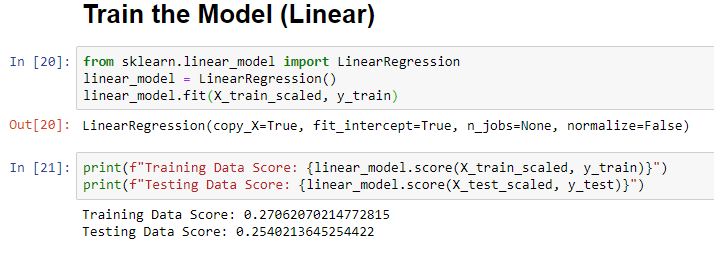 Train the Model (Linear)
In [20]: from sklearn.linear_model import LinearRegression
linear_model = LinearRegression()
linear_model.fit(X_train_scaled, y_train)
Out[20]: LinearRegression(copy_X=True, fit_intercept=True, n_jobs=None, normalize=False)
In [21]: print(f"Training Data Score: {linear_model.score(X_train_scaled, y_train)}")
print(f"Testing Data Score: {linear_model.score(X_test_scaled, y_test)}")
Training Data Score: 0.27062070214772815
Testing Data Score: 0.2540213645254422